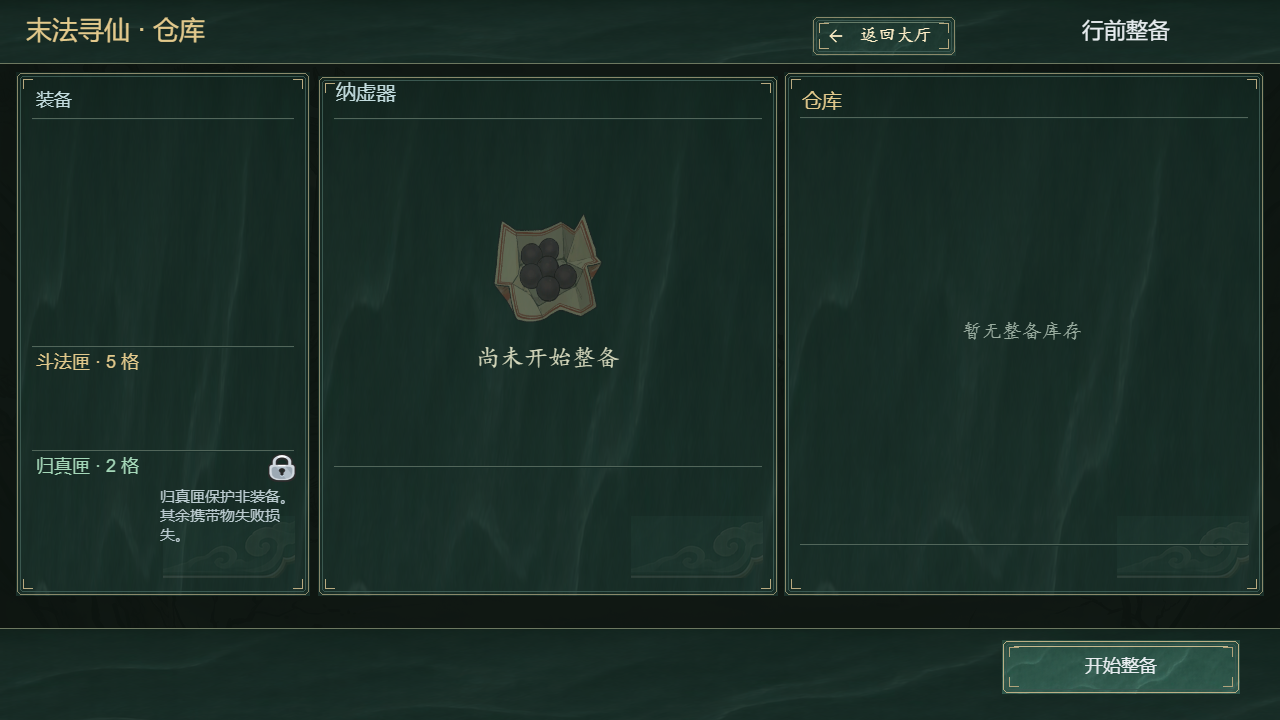 末法寻仙 · 仓库
← 返回大厅
行前整备
装备
纳虚器
仓库
尚未开始整备
暂无整备库存
斗法匣 · 5 格
归真匣 · 2 格
归真匣保护非装备。
其余携带物失败损
失。
开始整备